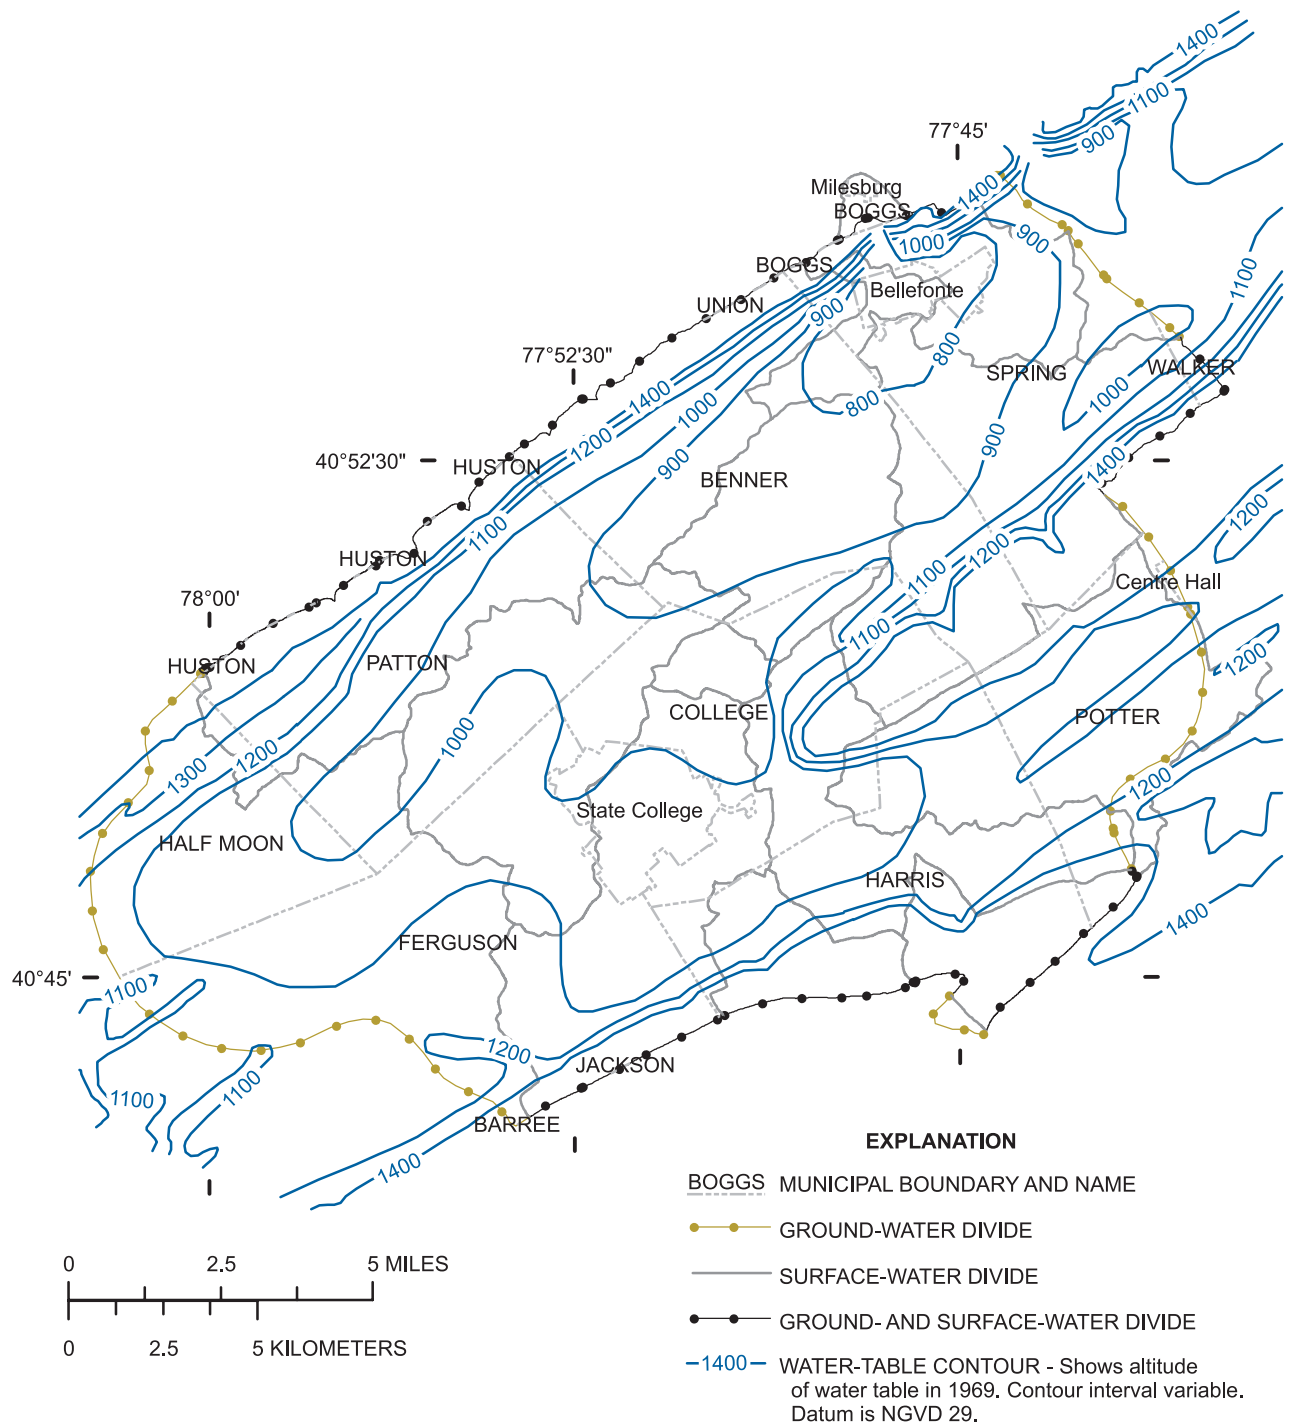 1400
1100
900
77°45'
Milesburg
BOGGS
1400
1000
900
1100
BOGGS
Bellefonte
UNION
900
77°52'30"
800
SPRING
WALKER
1400
1000
800
1000
1200
900
900
40°52'30"
HUSTON
BENNER
1400
1100
1200
1200
HUSTON
1100
Centre Hall
78°00'
1100
HUSTON
PATTON
1200
COLLEGE
POTTER
1000
1200
1300
1200
State College
HALF MOON
HARRIS
1400
FERGUSON
40°45'
1100
1200
JACKSON
1100
1100
BARREE
1400
EXPLANATION
BOGGS MUNICIPAL BOUNDARY AND NAME
GROUND-WATER DIVIDE
SURFACE-WATER DIVIDE
GROUND- AND SURFACE-WATER DIVIDE
1400 WATER-TABLE CONTOUR - Shows altitude
of water table in 1969. Contour interval variable.
Datum is NGVD 29.
0 2.5 5 MILES
0 2.5 5 KILOMETERS